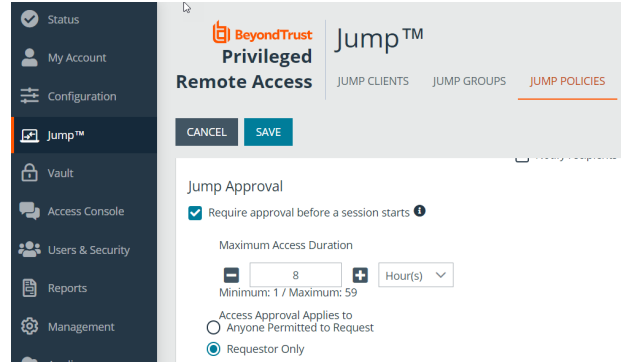 Status
My Account
Configuration
Jump™
Vault
Access Console
Users & Security
Reports
Management
BeyondTrust
Privileged
Remote Access
Jump™
JUMP CLIENTS JUMP GROUPS JUMP POLICIES
CANCEL SAVE
Jump Approval
Require approval before a session starts
Maximum Access Duration
8 Hour(s)
Minimum: 1 / Maximum: 59
Access Approval Applies to
Anyone Permitted to Request
Requestor Only